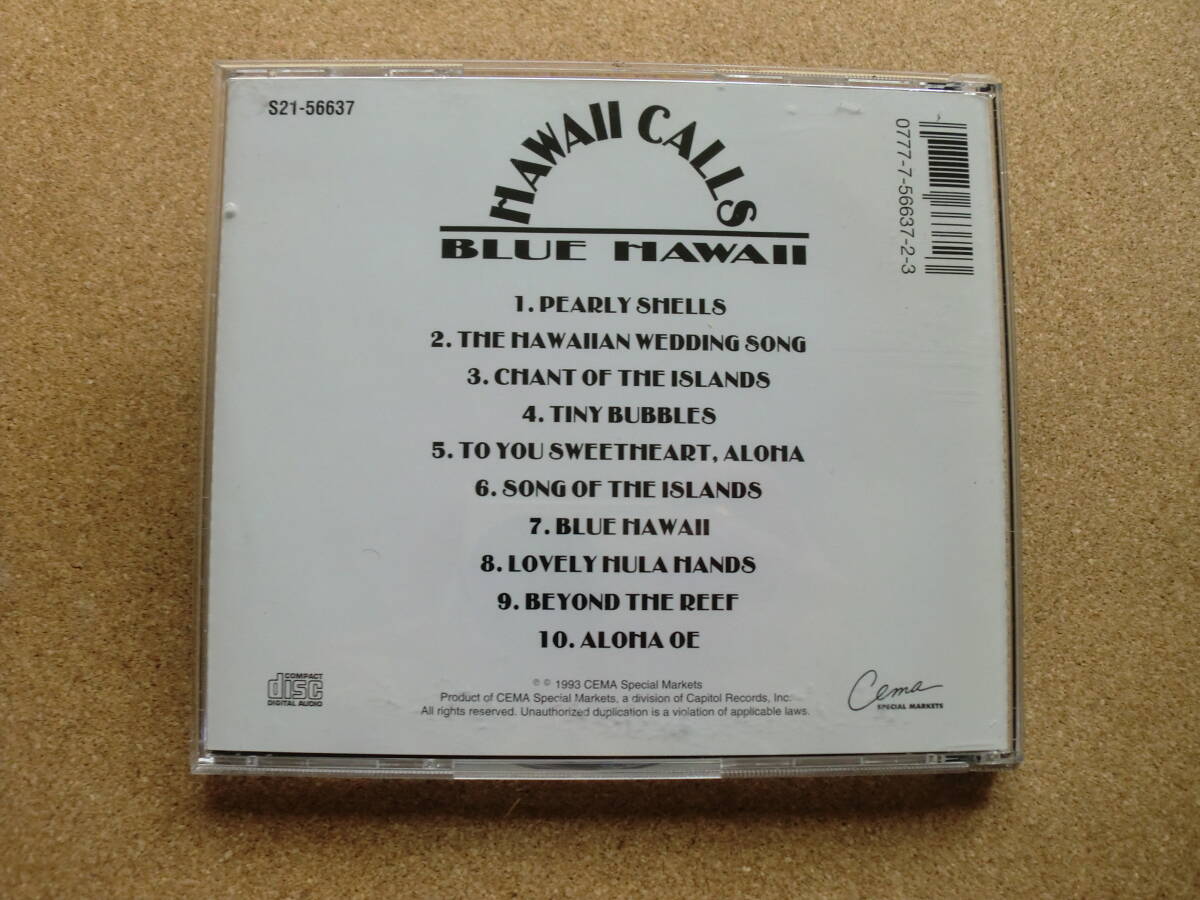 S21-56637
HAWAII CALLS
BLUE HAWAII
0777-7-56637-2-3
1. PEARLY SHELLS
2. THE HAWAIIAN WEDDING SONG
3. CHANT OF THE ISLANDS
4. TINY BUBBLES
5. TO YOU SWEETHEART, ALOHA
6. SONG OF THE ISLANDS
7. BLUE HAWAII
8. LOVELY HULA HANDS
9. BEYOND THE REEF
10. ALOHA OE
COMPACT
disc
DIGITAL AUDIO
℗ © 1993 CEMA Special Markets
Product of CEMA Special Markets, a division of Capitol Records, Inc.
All rights reserved. Unauthorized duplication is a violation of applicable laws.
Cema
SPECIAL MARKETS